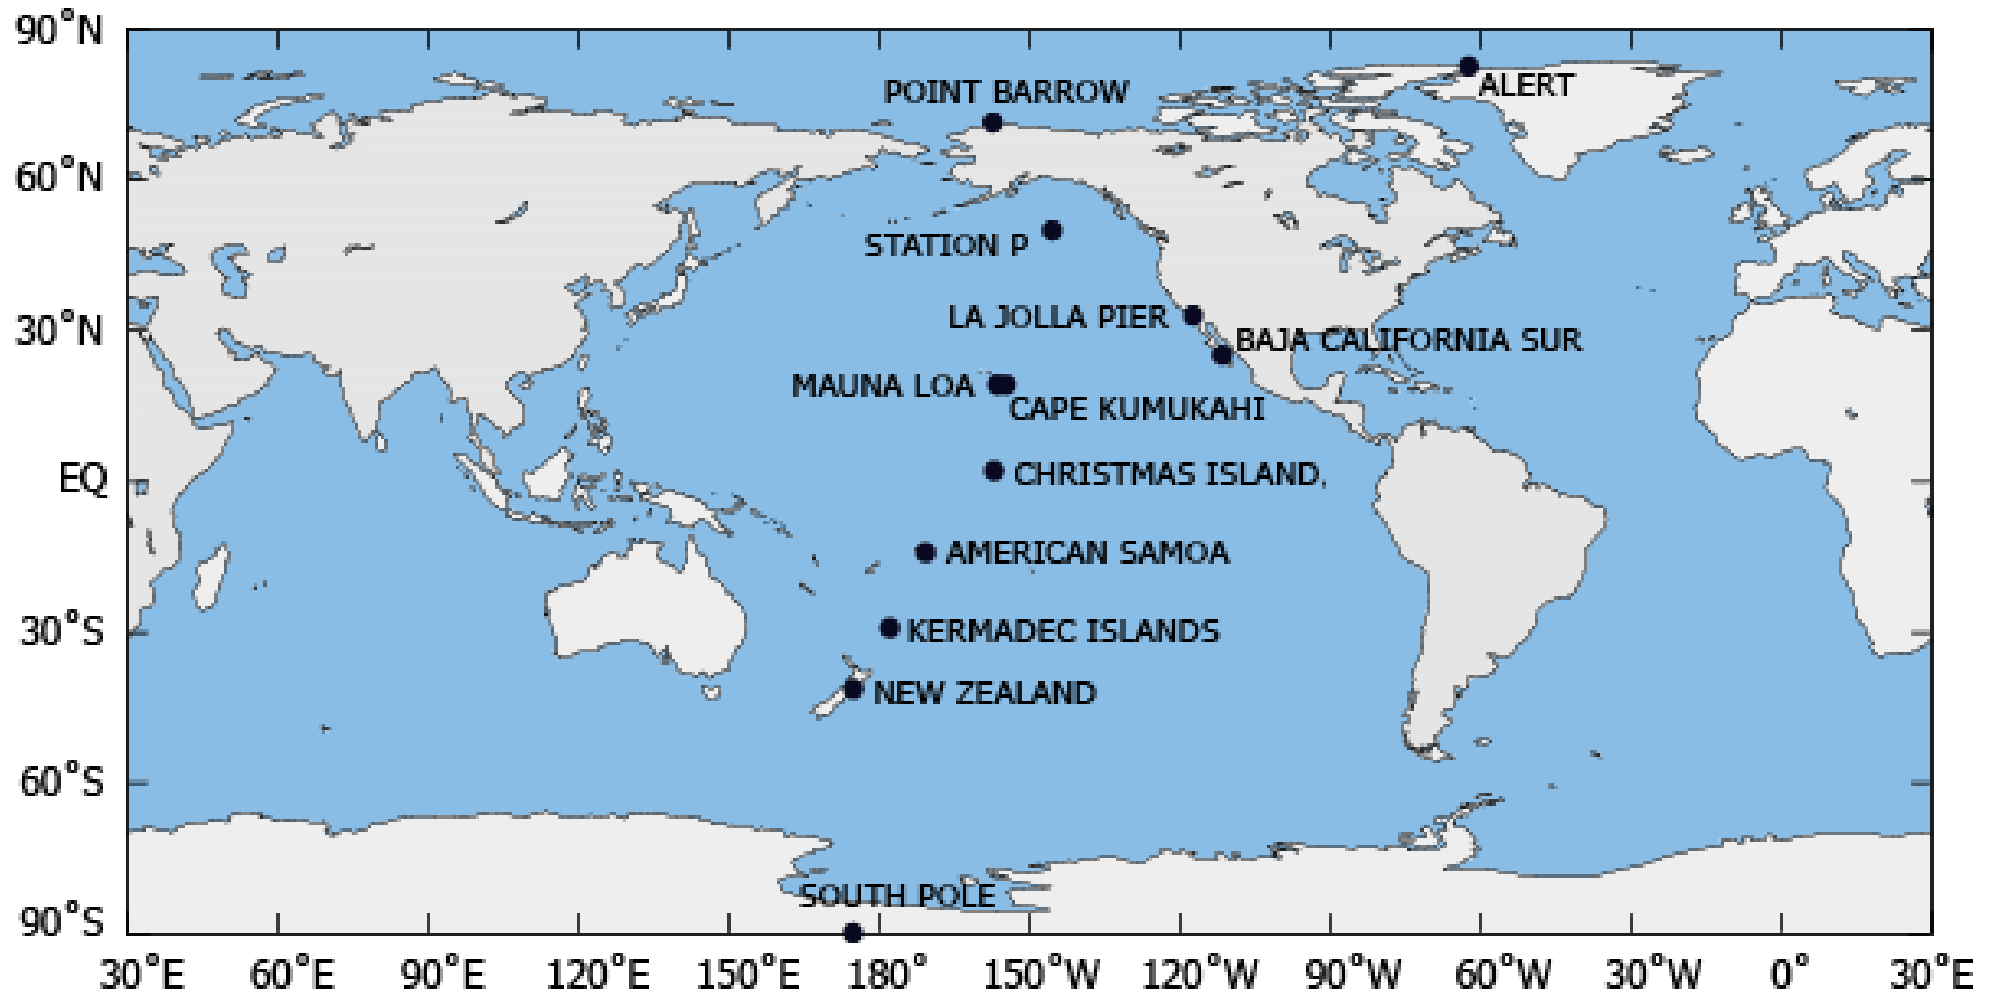 90°N
POINT BARROW
ALERT
60°N
STATION P
LA JOLLA PIER
30°N
BAJA CALIFORNIA SUR
MAUNA LOA
CAPE KUMUKAHI
EQ
CHRISTMAS ISLAND.
AMERICAN SAMOA
30°S
KERMADEC ISLANDS
NEW ZEALAND
60°S
SOUTH POLE
90°S
30°E 60°E 90°E 120°E 150°E 180° 150°W 120°W 90°W 60°W 30°W 0° 30°E